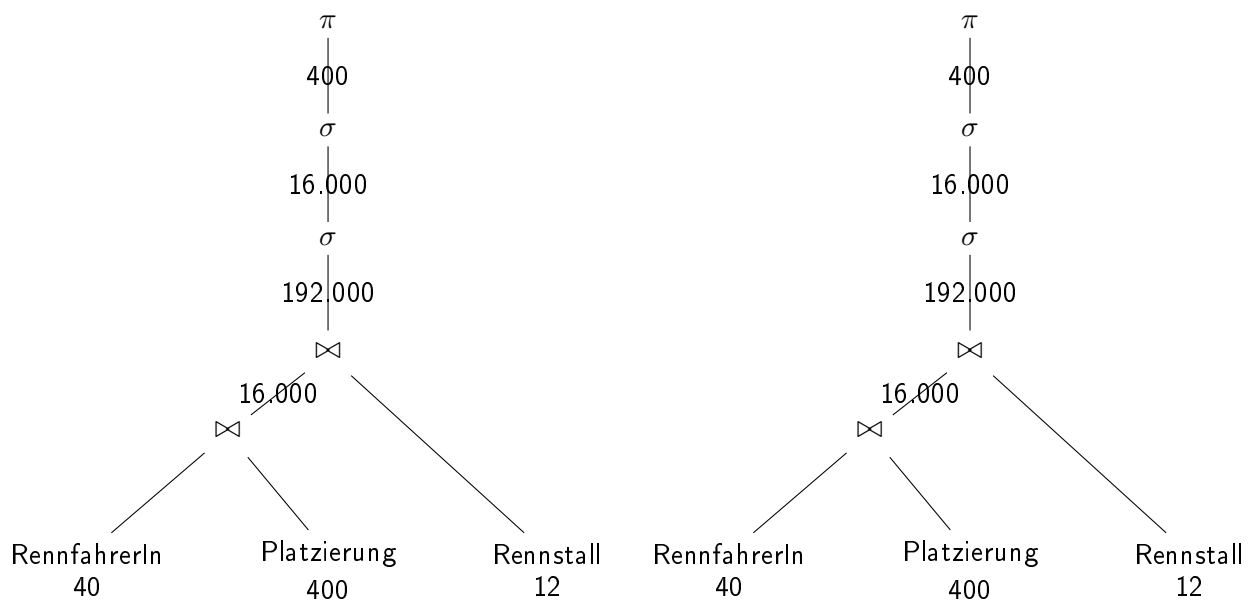 π π
400 400
σ σ
16.000 16.000
σ σ
192.000 192.000
⋈ ⋈
16.000 16.000
⋈ ⋈
RennfahrerIn Platzierung Rennstall RennfahrerIn Platzierung Rennstall
40 400 12 40 400 12